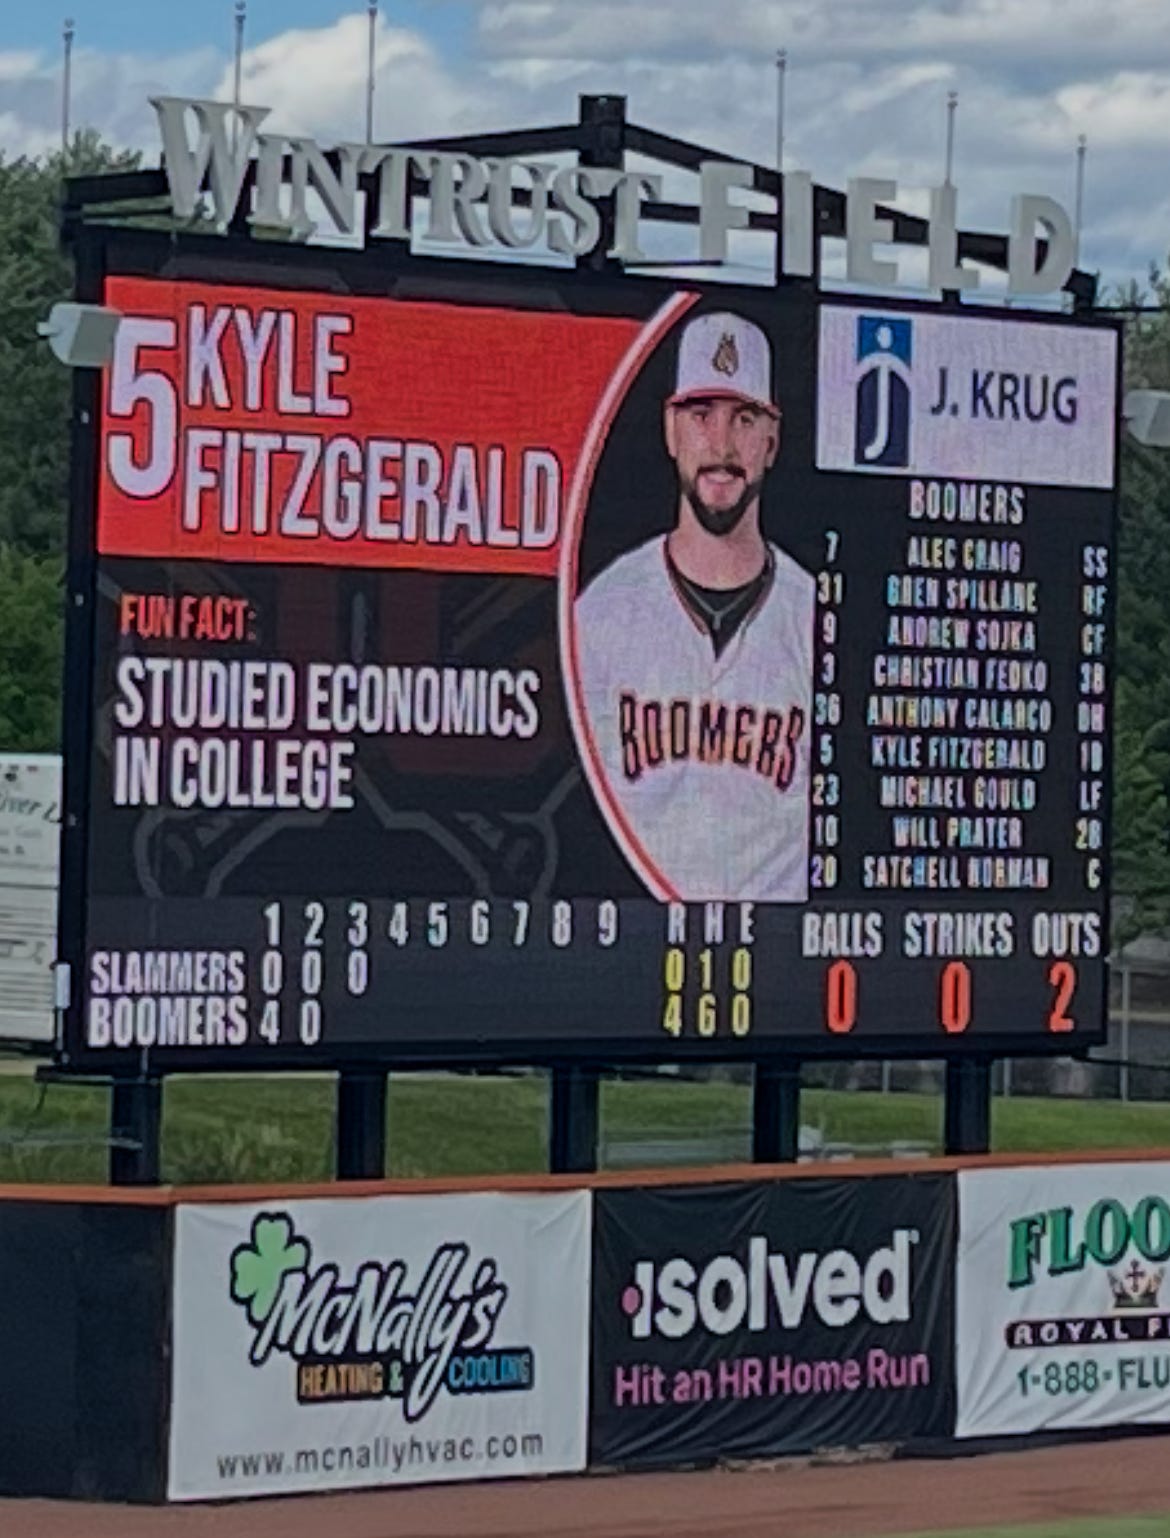 WINTRUST FIELD
5 KYLE
FITZGERALD
FUN FACT:
STUDIED ECONOMICS
IN COLLEGE
BOOMERS
J. KRUG
BOOMERS
7 ALEC CRAIG SS
31 BREN SPILLANE RF
9 ANDREW SOJKA CF
3 CHRISTIAN FEDKO 3B
36 ANTHONY CALARCO DH
5 KYLE FITZGERALD 1B
23 MICHAEL GOULD LF
10 WILL PRATER 2B
20 SATCHELL NORMAN C
1 2 3 4 5 6 7 8 9 R H E
SLAMMERS 0 0 0 0 1 0
BOOMERS 4 0 4 6 0
BALLS STRIKES OUTS
0 0 2
McNally's
HEATING & COOLING
www.mcnallyhvac.com
isolved
Hit an HR Home Run
FLOO
ROYAL F
1-888-FLU